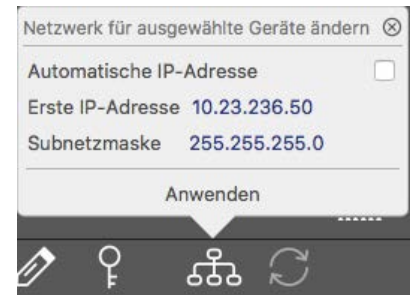 Netzwerk für ausgewählte Geräte ändern
Automatische IP-Adresse
Erste IP-Adresse 10.23.236.50
Subnetzmaske 255.255.255.0
Anwenden